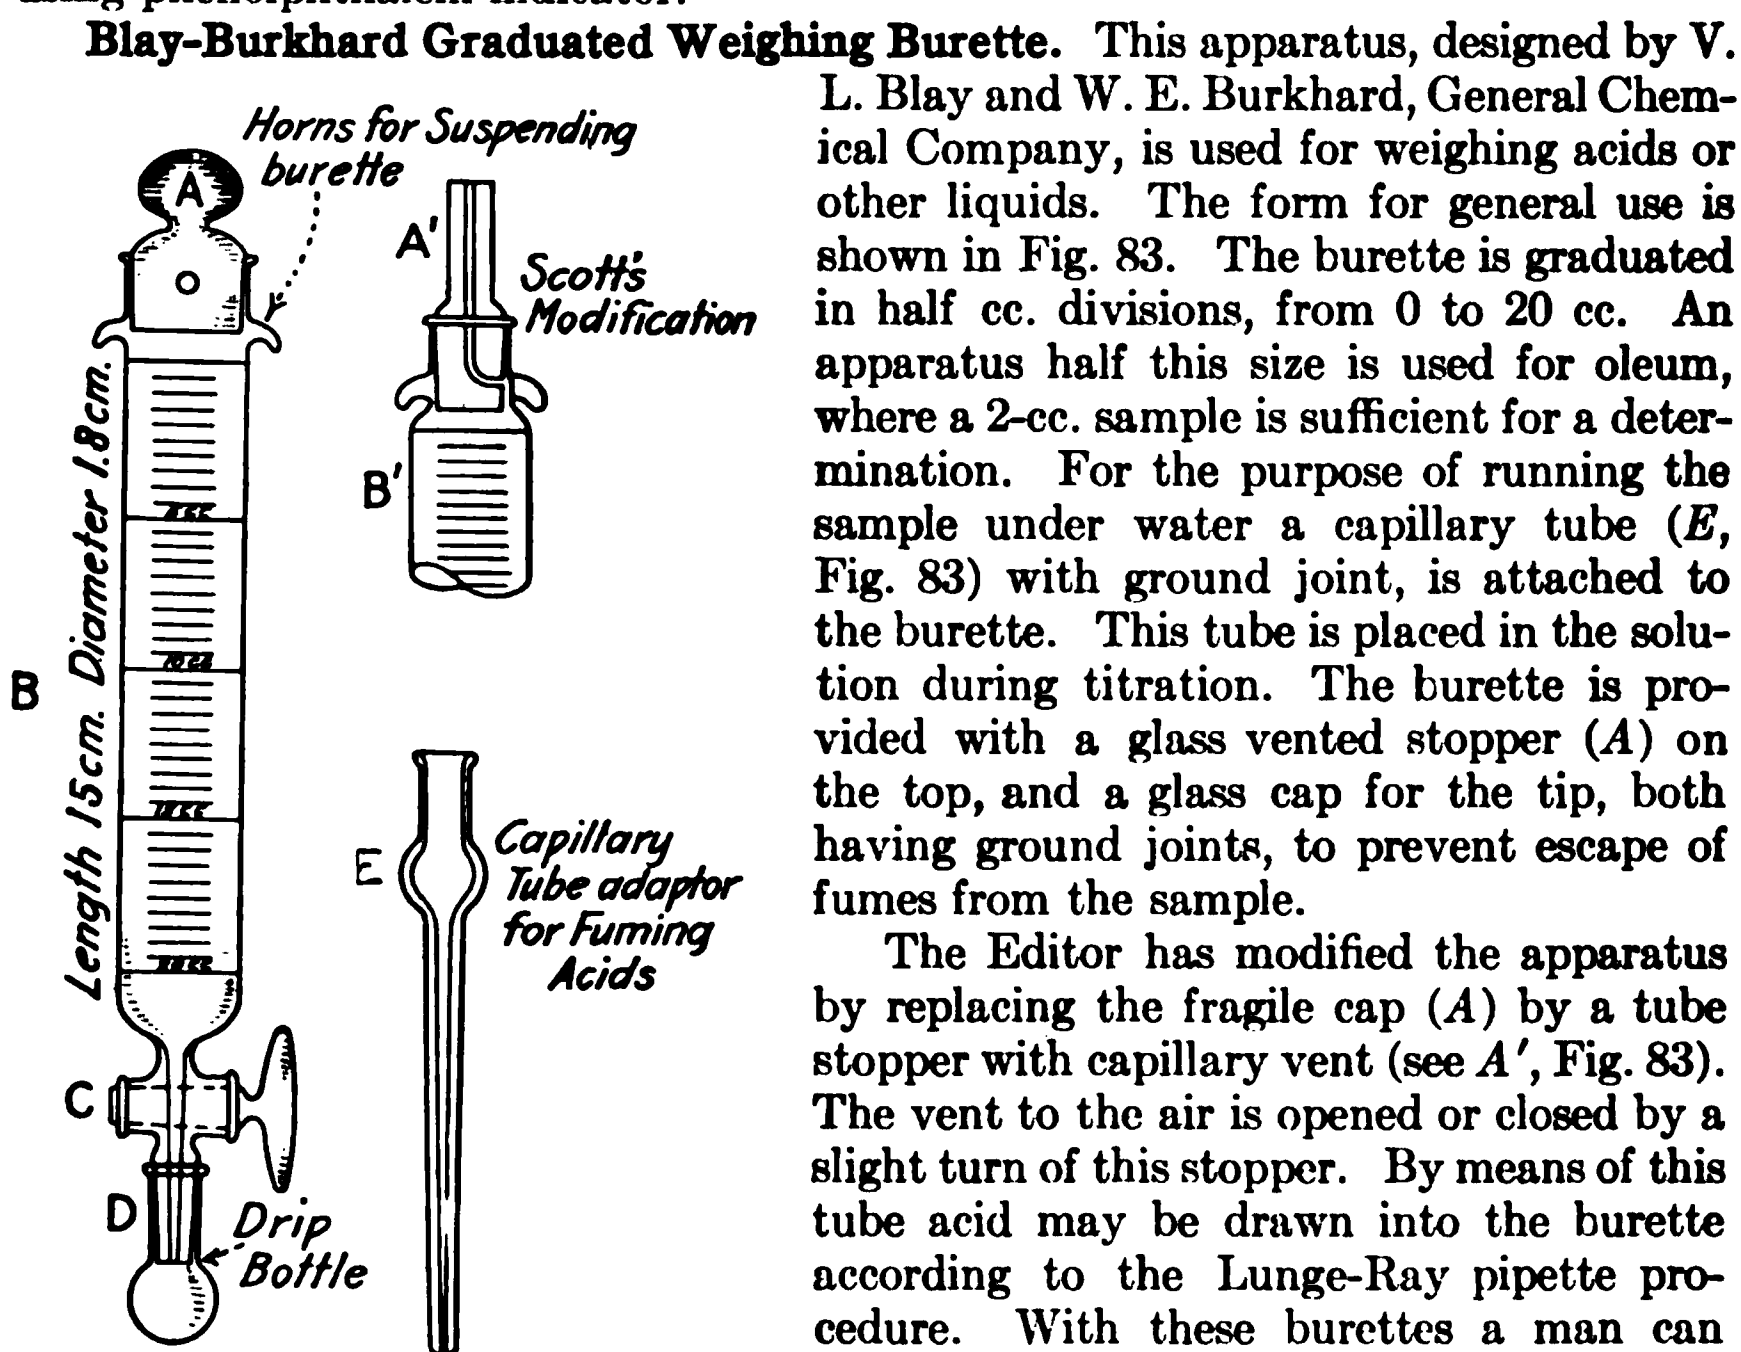 Blay-Burkhard Graduated Weighing Burette. This apparatus, designed by V.
L. Blay and W. E. Burkhard, General Chem-
ical Company, is used for weighing acids or
other liquids. The form for general use is
shown in Fig. 83. The burette is graduated
in half cc. divisions, from 0 to 20 cc. An
apparatus half this size is used for oleum,
where a 2-cc. sample is sufficient for a deter-
mination. For the purpose of running the
sample under water a capillary tube (E,
Fig. 83) with ground joint, is attached to
the burette. This tube is placed in the solu-
tion during titration. The burette is pro-
vided with a glass vented stopper (A) on
the top, and a glass cap for the tip, both
having ground joints, to prevent escape of
fumes from the sample.
The Editor has modified the apparatus
by replacing the fragile cap (A) by a tube
stopper with capillary vent (see A′, Fig. 83).
The vent to the air is opened or closed by a
slight turn of this stopper. By means of this
tube acid may be drawn into the burette
according to the Lunge-Ray pipette pro-
cedure. With these burettes a man can
Horns for Suspending
burette
A
A'
Scott's
Modification
B'
Length 15cm. Diameter 1.8cm.
B
E
Capillary
Tube adaptor
for Fuming
Acids
C
D
Drip
Bottle